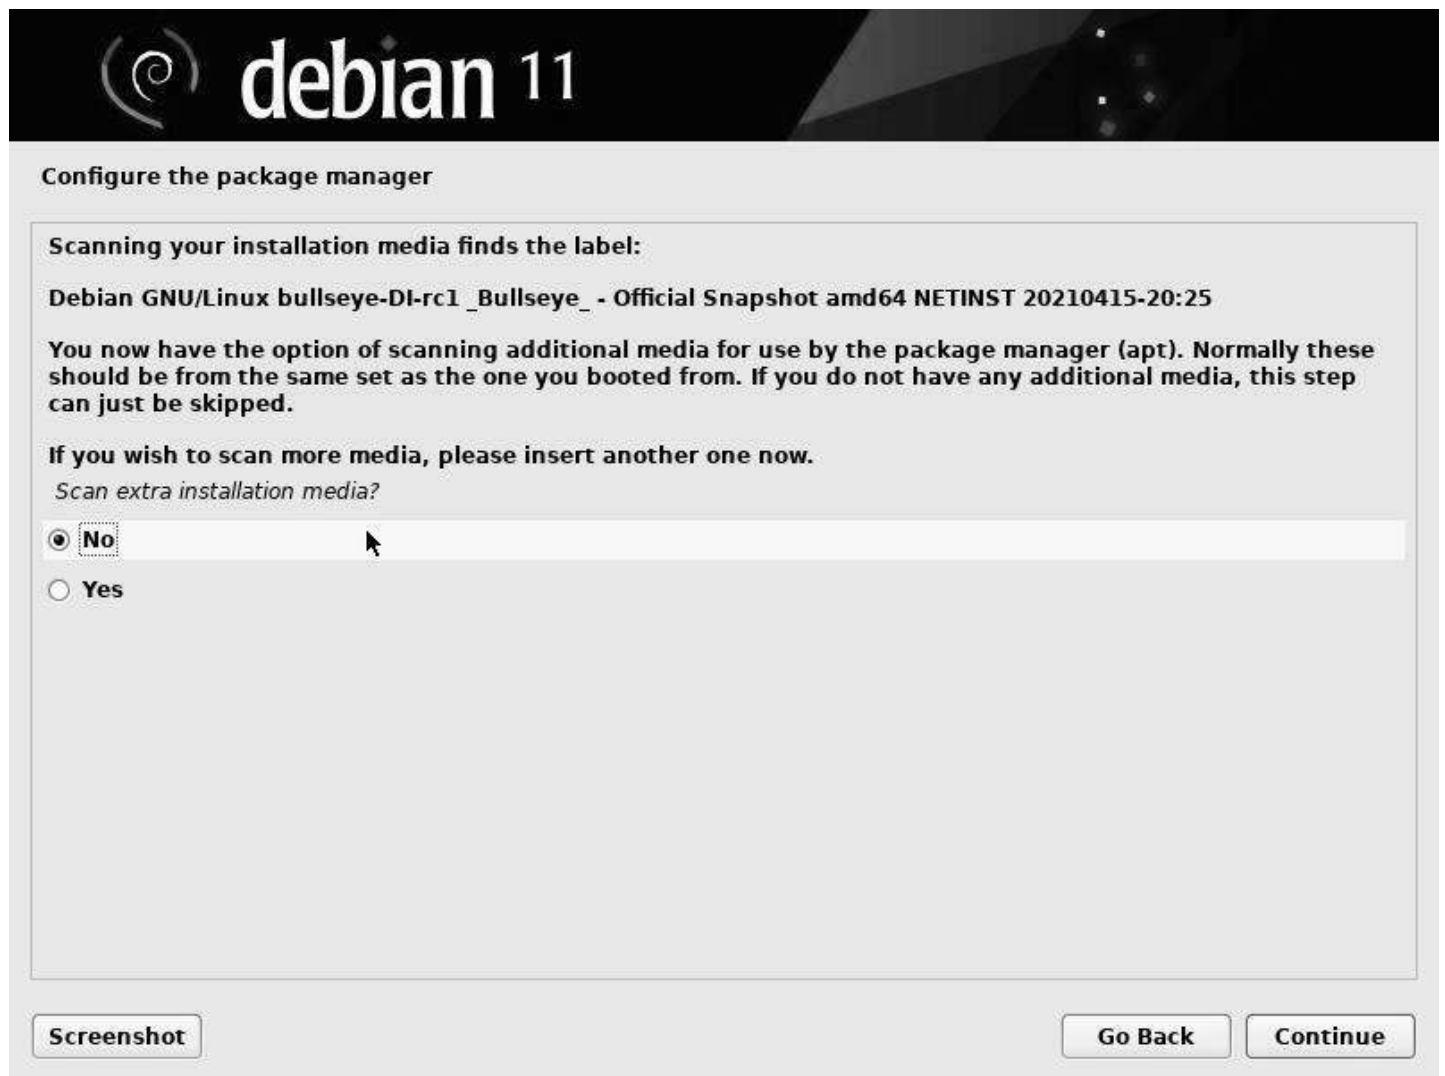 debian 11
Configure the package manager
Scanning your installation media finds the label:
Debian GNU/Linux bullseye-DI-rc1 _Bullseye_ - Official Snapshot amd64 NETINST 20210415-20:25
You now have the option of scanning additional media for use by the package manager (apt). Normally these
should be from the same set as the one you booted from. If you do not have any additional media, this step
can just be skipped.
If you wish to scan more media, please insert another one now.
Scan extra installation media?
No
Yes
Screenshot
Go Back
Continue